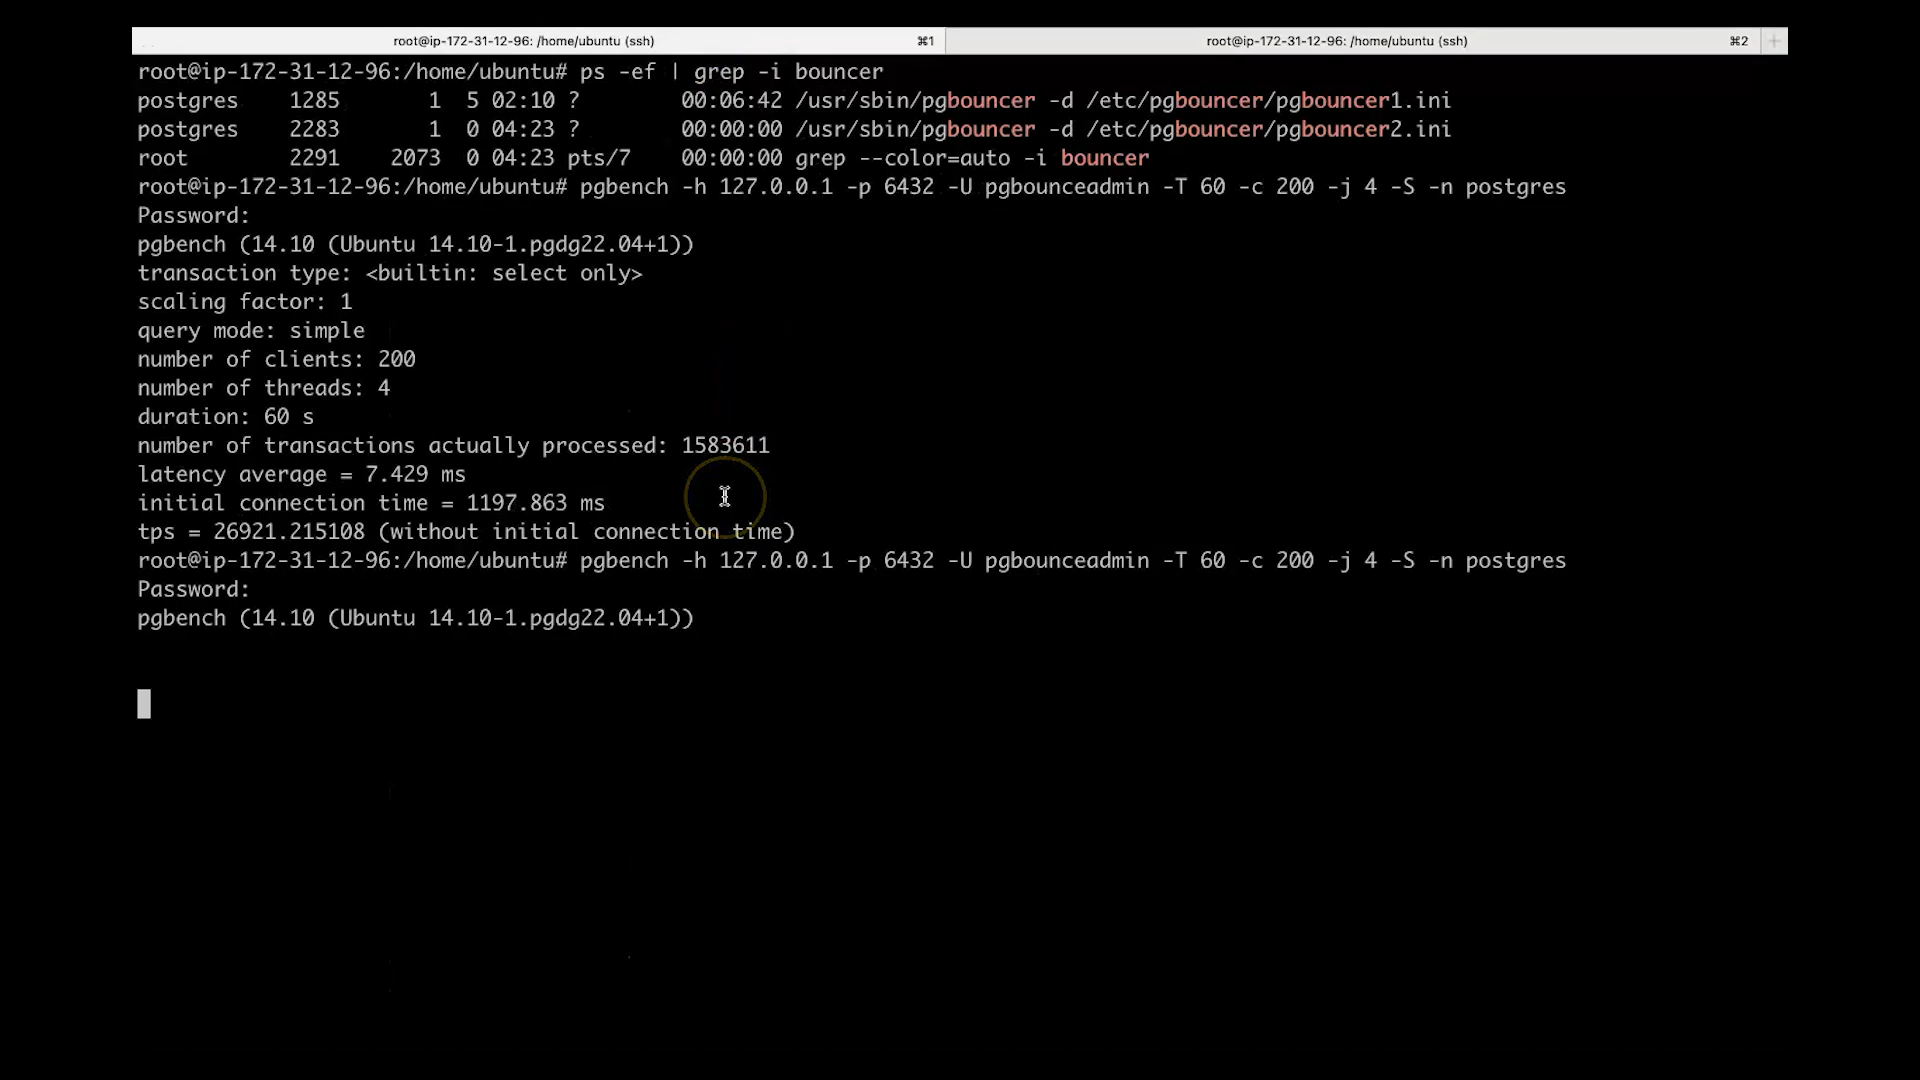 root@ip-172-31-12-96: /home/ubuntu (ssh) ⌘1 root@ip-172-31-12-96: /home/ubuntu (ssh) ⌘2 +
root@ip-172-31-12-96:/home/ubuntu# ps -ef | grep -i bouncer
postgres    1285       1  5 02:10 ?        00:06:42 /usr/sbin/pgbouncer -d /etc/pgbouncer/pgbouncer1.ini
postgres    2283       1  0 04:23 ?        00:00:00 /usr/sbin/pgbouncer -d /etc/pgbouncer/pgbouncer2.ini
root        2291    2073  0 04:23 pts/7    00:00:00 grep --color=auto -i bouncer
root@ip-172-31-12-96:/home/ubuntu# pgbench -h 127.0.0.1 -p 6432 -U pgbounceadmin -T 60 -c 200 -j 4 -S -n postgres
Password:
pgbench (14.10 (Ubuntu 14.10-1.pgdg22.04+1))
transaction type: <builtin: select only>
scaling factor: 1
query mode: simple
number of clients: 200
number of threads: 4
duration: 60 s
number of transactions actually processed: 1583611
latency average = 7.429 ms
initial connection time = 1197.863 ms
tps = 26921.215108 (without initial connection time)
root@ip-172-31-12-96:/home/ubuntu# pgbench -h 127.0.0.1 -p 6432 -U pgbounceadmin -T 60 -c 200 -j 4 -S -n postgres
Password:
pgbench (14.10 (Ubuntu 14.10-1.pgdg22.04+1))